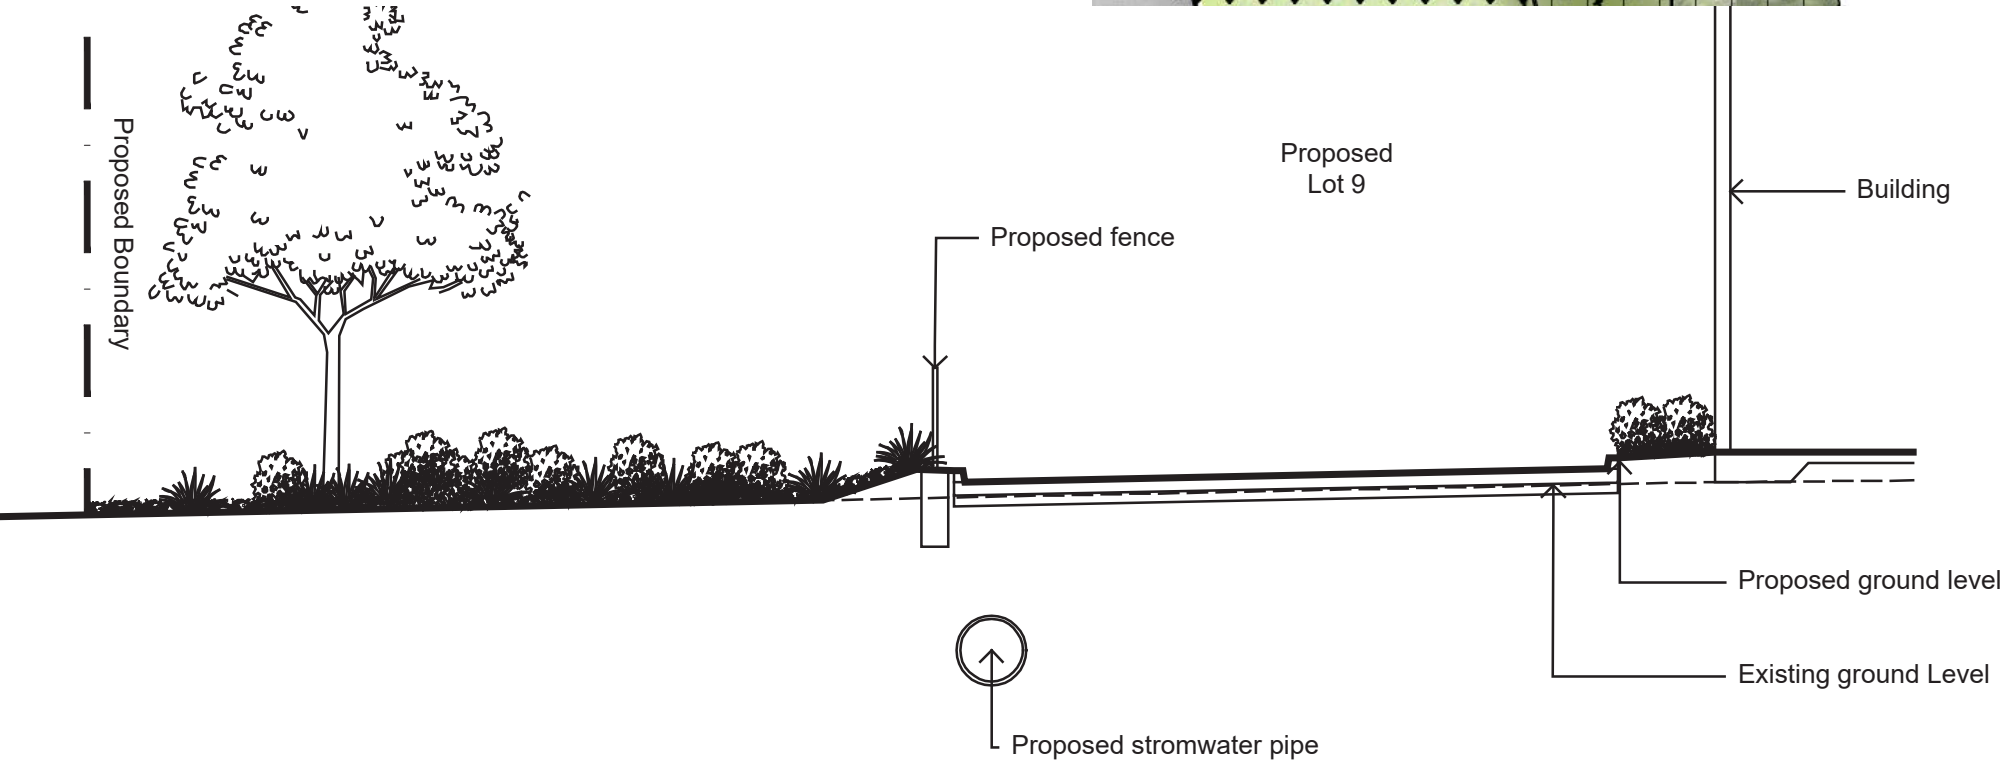 Proposed Boundary
Proposed
Lot 9
Building
Proposed fence
Proposed ground level
Existing ground Level
Proposed stromwater pipe